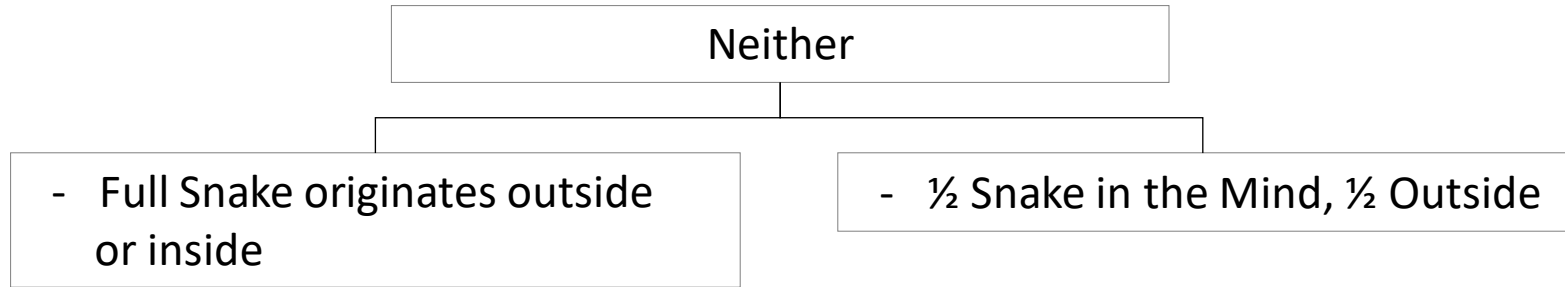 Neither
- Full Snake originates outside
or inside
- ½ Snake in the Mind, ½ Outside